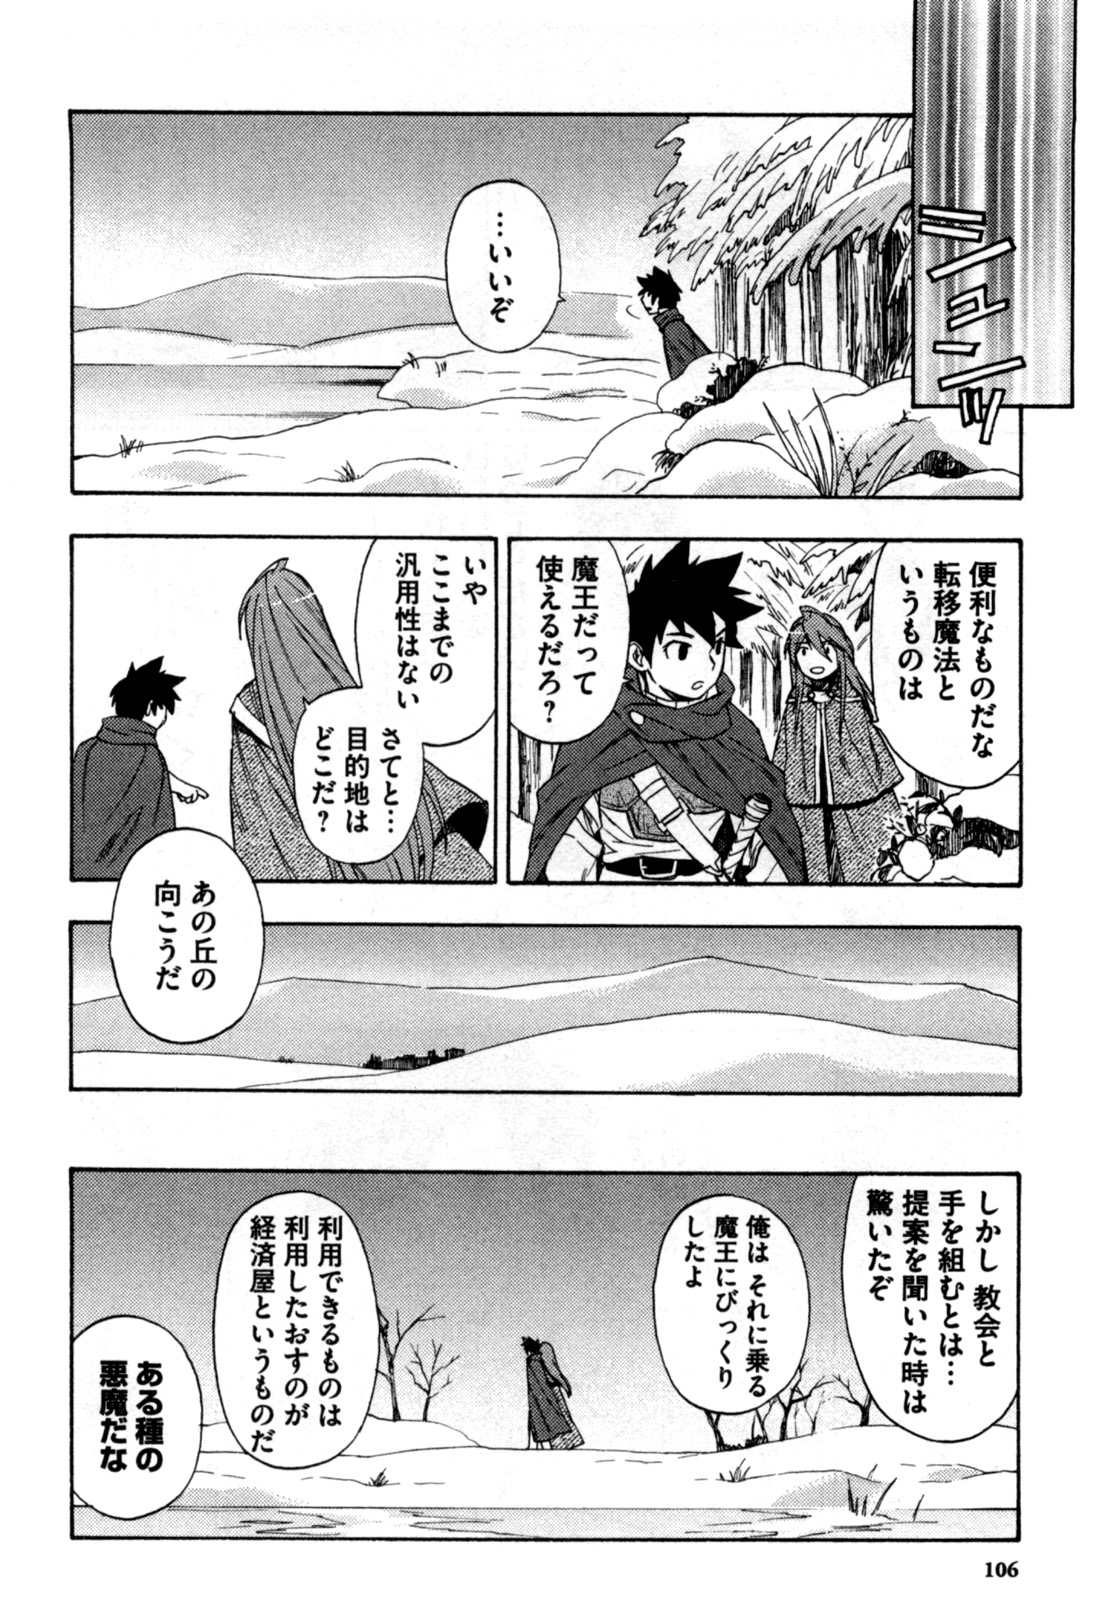 シュンッ
…いいぞ
便利なものだな
転移魔法と
いうものは
魔王だって
使えるだろ？
いや
ここまでの
汎用性はない
さてと…
目的地は
どこだ？
あの丘の
向こうだ
しかし 教会と
手を組むとは…
提案を聞いた時は
驚いたぞ
俺は それに乗る
魔王にびっくり
したよ
利用できるものは
利用したおすのが
経済屋というものだ
ある種の
悪魔だな
106